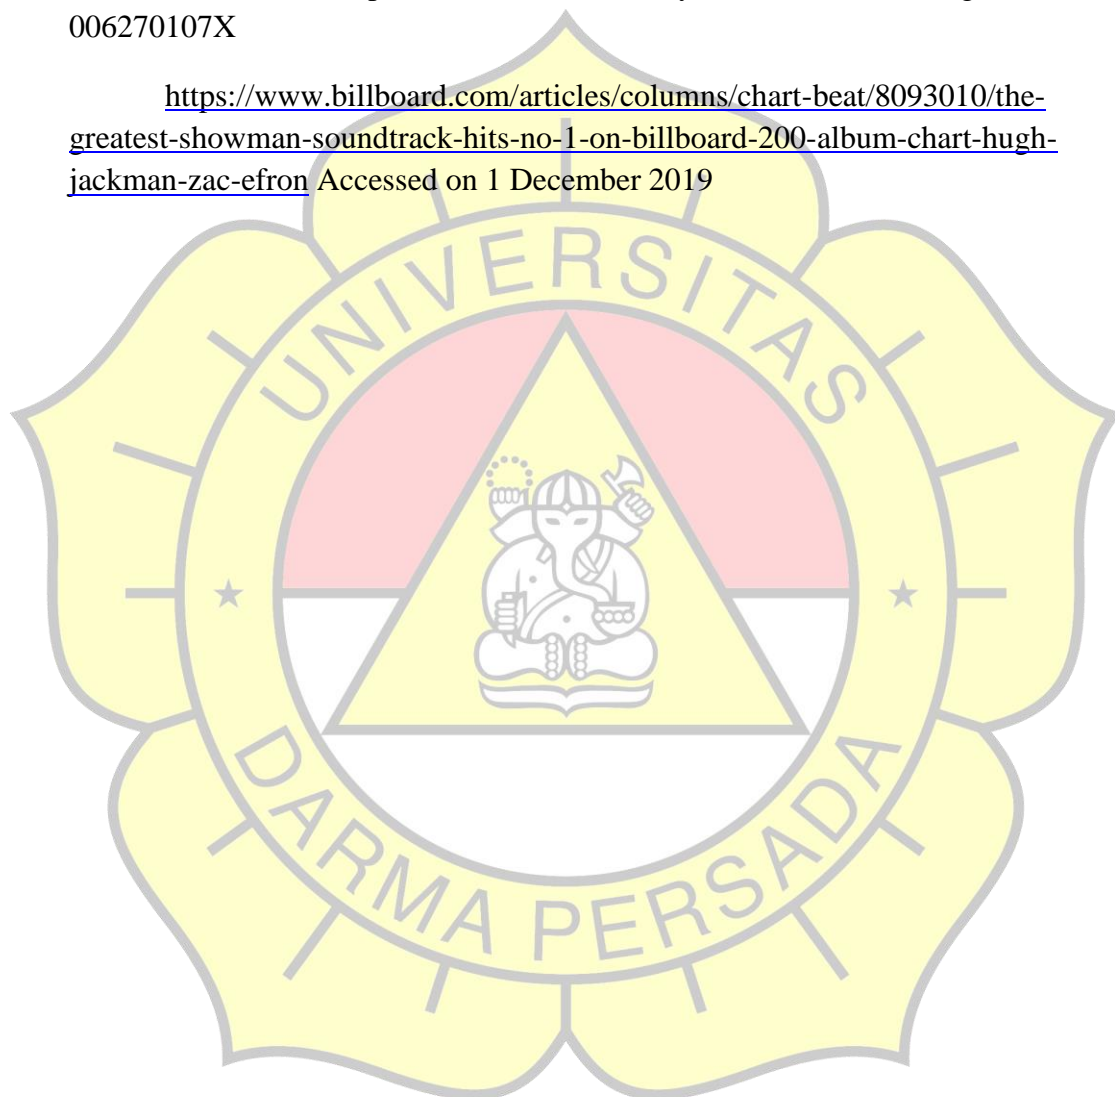 006270107X
https://www.billboard.com/articles/columns/chart-beat/8093010/the-
greatest-showman-soundtrack-hits-no-1-on-billboard-200-album-chart-hugh-
jackman-zac-efron Accessed on 1 December 2019
UNIVERSITAS
DARMA PERSADA